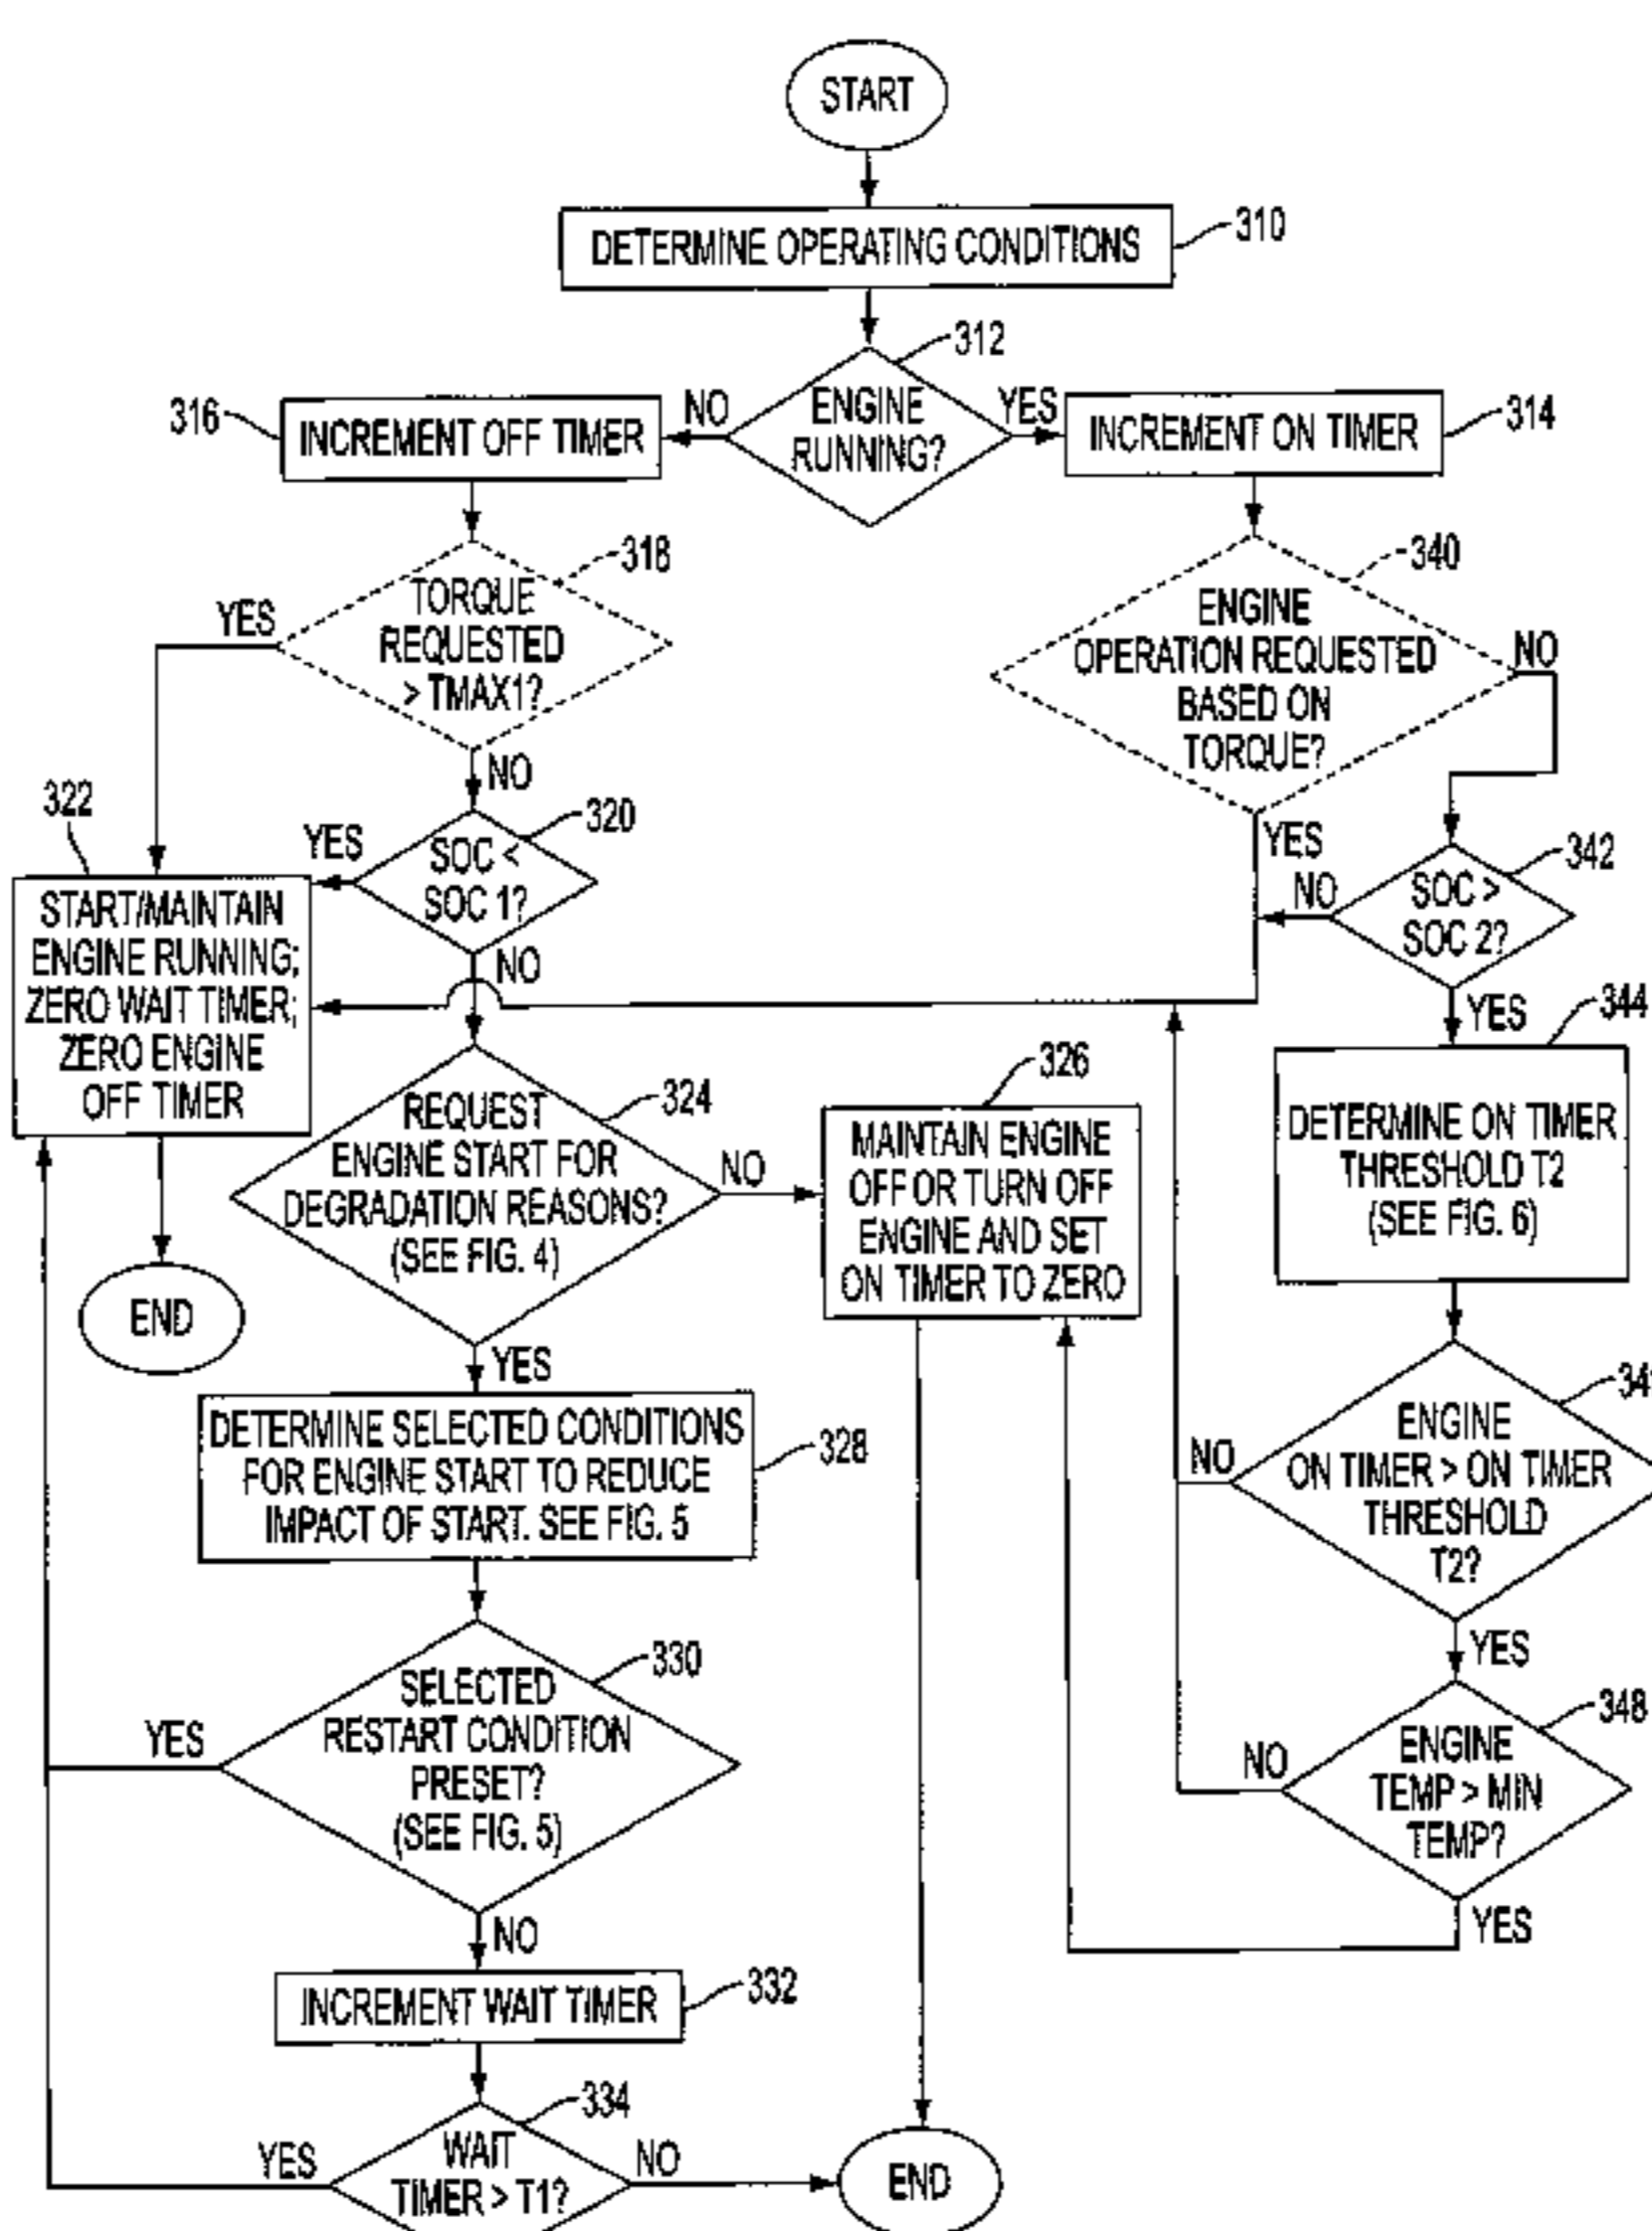 START
DETERMINE OPERATING CONDITIONS
310
312
ENGINE
RUNNING?
NO
YES
316
INCREMENT OFF TIMER
INCREMENT ON TIMER
314
318
TORQUE
REQUESTED
> TMAX1?
YES
NO
340
ENGINE
OPERATION REQUESTED
BASED ON
TORQUE?
NO
YES
322
START/MAINTAIN
ENGINE RUNNING;
ZERO WAIT TIMER;
ZERO ENGINE
OFF TIMER
END
320
SOC <
SOC 1?
YES
NO
342
SOC >
SOC 2?
NO
YES
344
DETERMINE ON TIMER
THRESHOLD T2
(SEE FIG. 6)
324
REQUEST
ENGINE START FOR
DEGRADATION REASONS?
(SEE FIG. 4)
NO
YES
326
MAINTAIN ENGINE
OFF OR TURN OFF
ENGINE AND SET
ON TIMER TO ZERO
328
DETERMINE SELECTED CONDITIONS
FOR ENGINE START TO REDUCE
IMPACT OF START. SEE FIG. 5
ENGINE
ON TIMER > ON TIMER
THRESHOLD
T2?
NO
YES
330
SELECTED
RESTART CONDITION
PRESET?
(SEE FIG. 5)
YES
NO
348
ENGINE
TEMP > MIN
TEMP?
NO
YES
INCREMENT WAIT TIMER
332
334
WAIT
TIMER > T1?
YES
NO
END